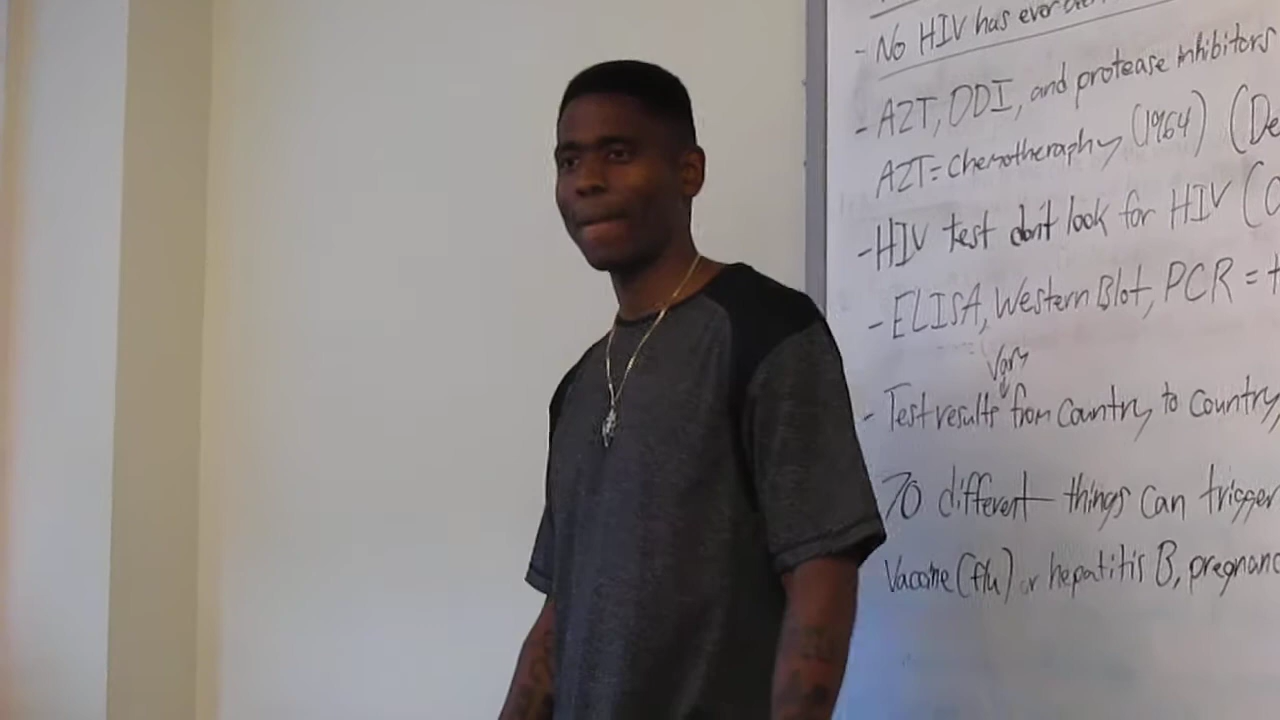 - No HIV has ever
- AZT, DDI, and protease inhibitors
AZT= Chemotheraphy (1964) (De
- HIV test don't look for HIV (
- ELISA, Western Blot, PCR =
Vary
- Test results from Country to Country
70 different things can trigger
Vaccine (flu) or hepatitis B, pregnanc